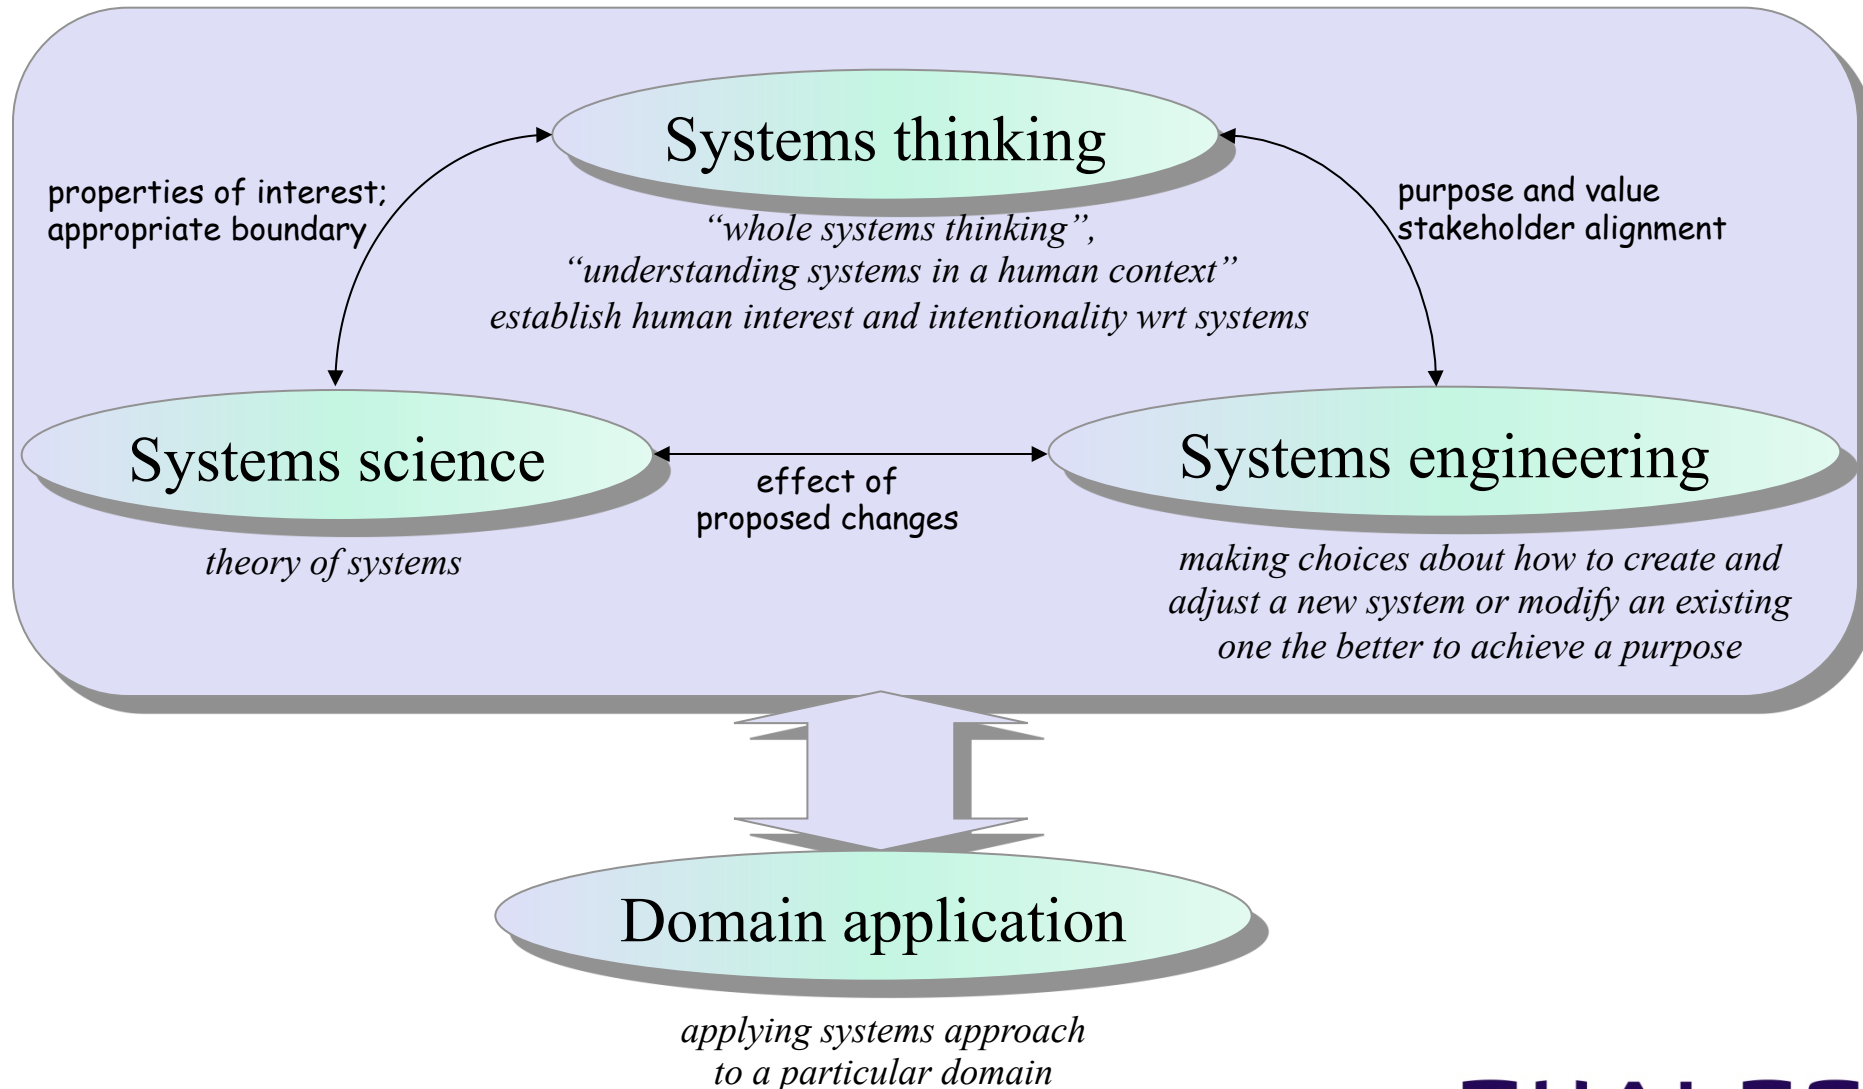 Systems thinking
properties of interest;
appropriate boundary
purpose and value
stakeholder alignment
“whole systems thinking”,
“understanding systems in a human context”
establish human interest and intentionality wrt systems
Systems science
Systems engineering
effect of
proposed changes
theory of systems
making choices about how to create and
adjust a new system or modify an existing
one the better to achieve a purpose
Domain application
applying systems approach
to a particular domain